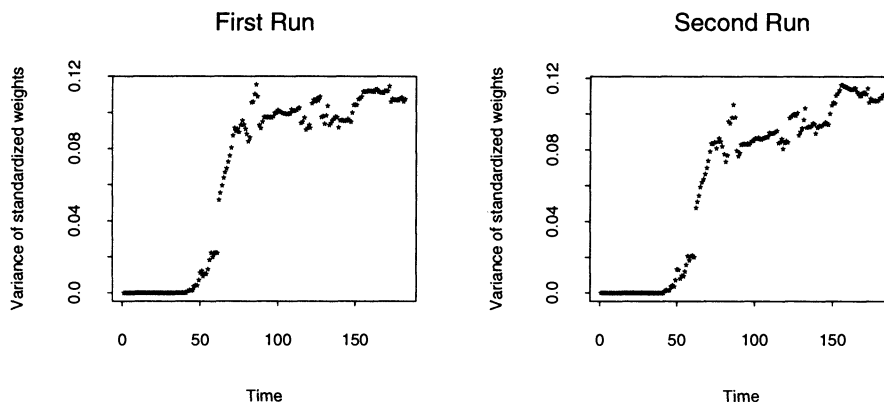 First Run
Variance of standardized weights
0.12
0.08
0.04
0.0
0 50 100 150
Time
Second Run
Variance of standardized weights
0.12
0.08
0.04
0.0
0 50 100 150
Time